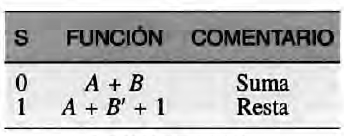 S FUNCIÓN COMENTARIO
0 A + B Suma
1 A + B' + 1 Resta